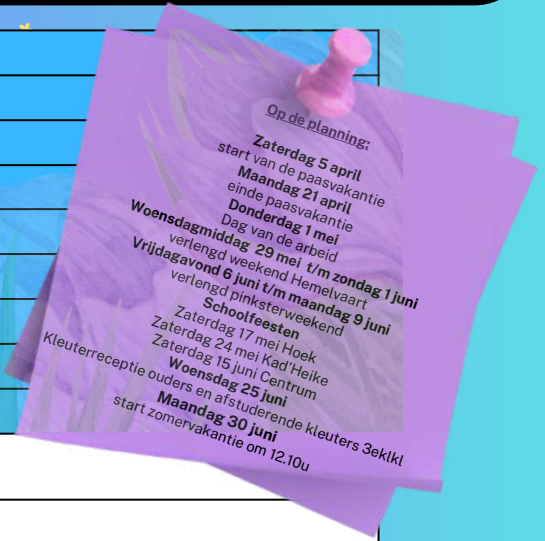 Op de planning:
Zaterdag 5 april
start van de paasvakantie
Maandag 21 april
einde paasvakantie
Donderdag 1 mei
Dag van de arbeid
Woensdagmiddag 29 mei t/m zondag 1 juni
verlengd weekend Hemelvaart
Vrijdagavond 6 juni t/m maandag 9 juni
verlengd pinksterweekend
Schoolfeesten
Zaterdag 17 mei Hoek
Zaterdag 24 mei Kad'Heike
Zaterdag 15 juni Centrum
Woensdag 25 juni
Kleuterreceptie ouders en afstuderende kleuters 3eklkl
Maandag 30 juni
start zomervakantie om 12.10u